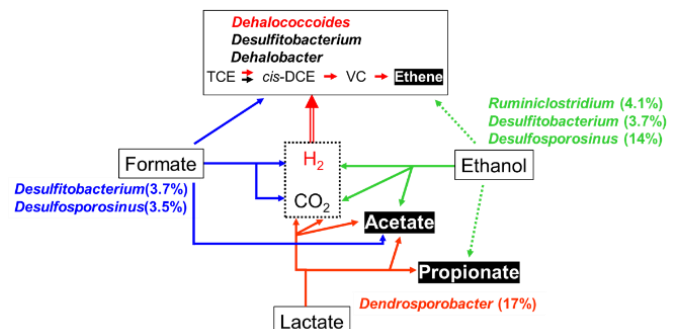 Dehalococcoides
Desulfitobacterium
Dehalobacter
TCE cis-DCE VC Ethene
Ruminiclostridium (4.1%)
Desulfitobacterium (3.7%)
Desulfosporosinus (14%)
Formate
H₂
Ethanol
Desulfitobacterium(3.7%)
Desulfosporosinus(3.5%)
CO₂
Acetate
Propionate
Dendrosporobacter (17%)
Lactate